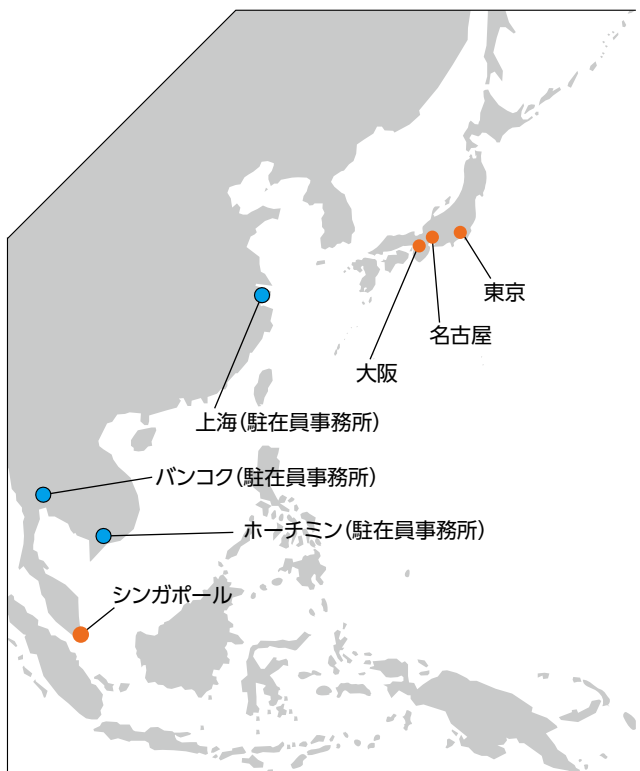 東京
名古屋
大阪
上海(駐在員事務所)
バンコク(駐在員事務所)
ホーチミン(駐在員事務所)
シンガポール